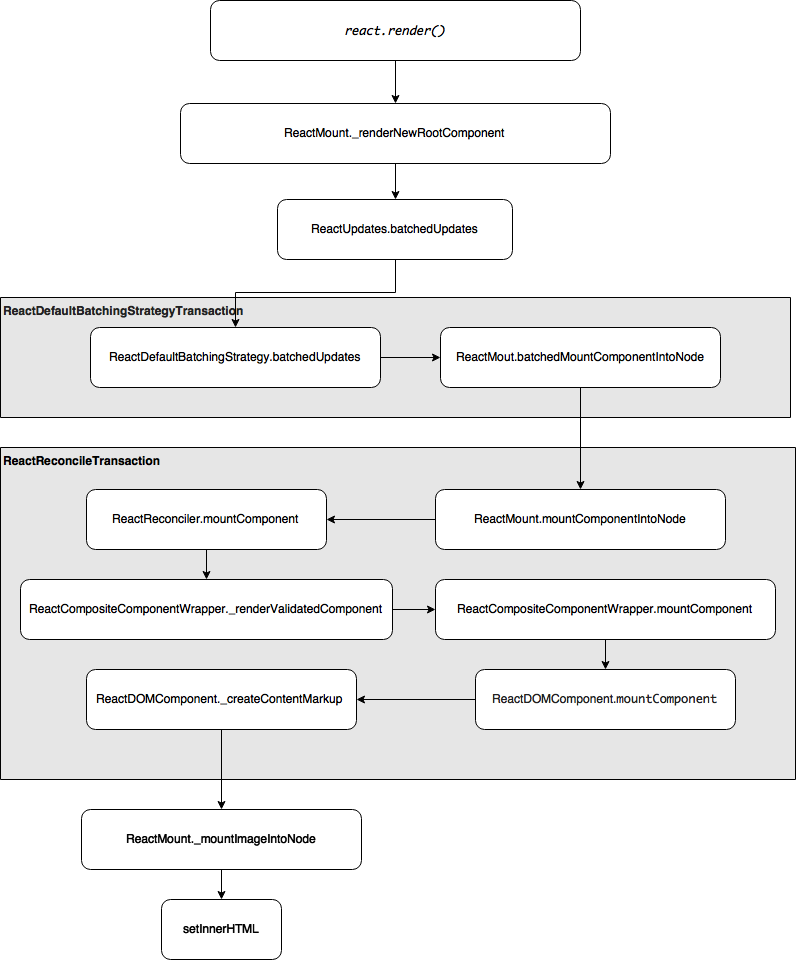 react.render()
ReactMount._renderNewRootComponent
ReactUpdates.batchedUpdates
ReactDefaultBatchingStrategyTransaction
ReactDefaultBatchingStrategy.batchedUpdates
ReactMout.batchedMountComponentIntoNode
ReactReconcileTransaction
ReactReconciler.mountComponent
ReactMount.mountComponentIntoNode
ReactCompositeComponentWrapper._renderValidatedComponent
ReactCompositeComponentWrapper.mountComponent
ReactDOMComponent._createContentMarkup
ReactDOMComponent.mountComponent
ReactMount._mountImageIntoNode
setInnerHTML